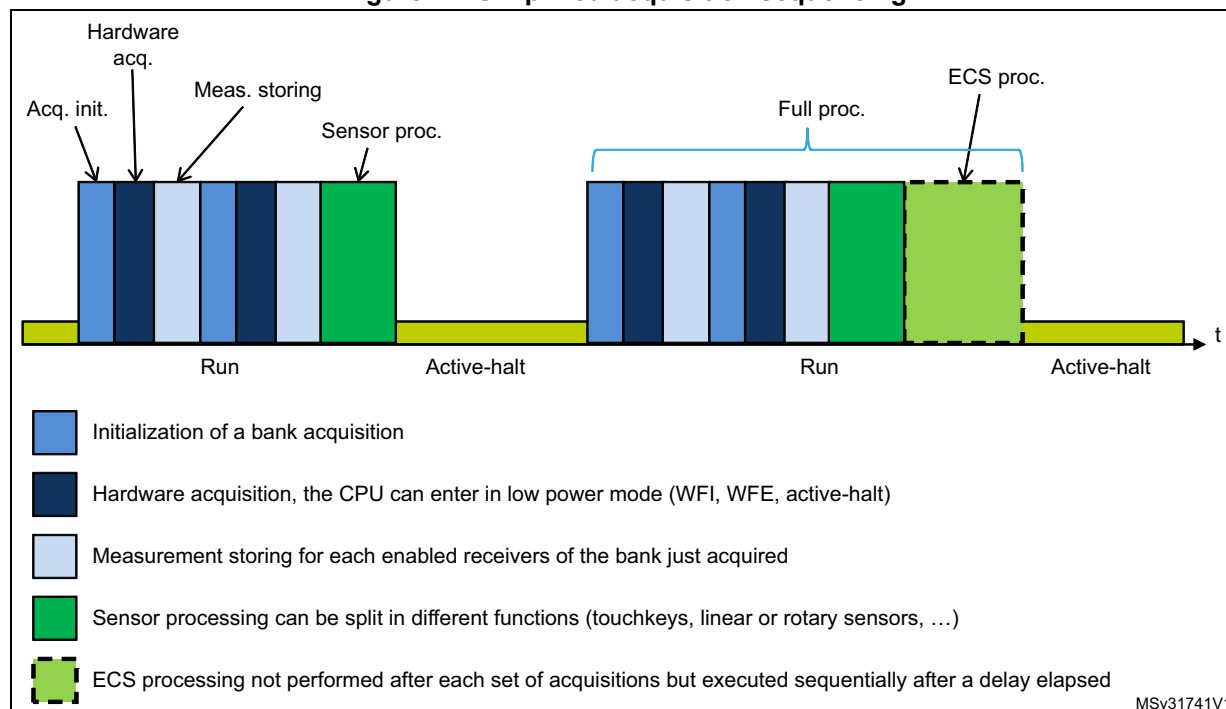 Hardware
acq.
Acq. init.
Meas. storing
Sensor proc.
Full proc.
ECS proc.
t
Run
Active-halt
Run
Active-halt
Initialization of a bank acquisition
Hardware acquisition, the CPU can enter in low power mode (WFI, WFE, active-halt)
Measurement storing for each enabled receivers of the bank just acquired
Sensor processing can be split in different functions (touchkeys, linear or rotary sensors, …)
ECS processing not performed after each set of acquisitions but executed sequentially after a delay elapsed
MSv31741V1